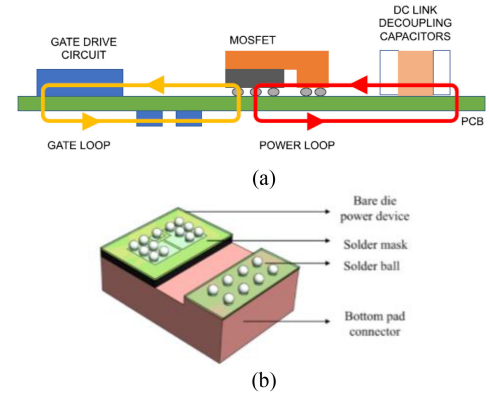 GATE DRIVE
CIRCUIT
MOSFET
DC LINK
DECOUPLING
CAPACITORS
GATE LOOP
POWER LOOP
PCB
(a)
Bare die
power device
Solder mask
Solder ball
Bottom pad
connector
(b)